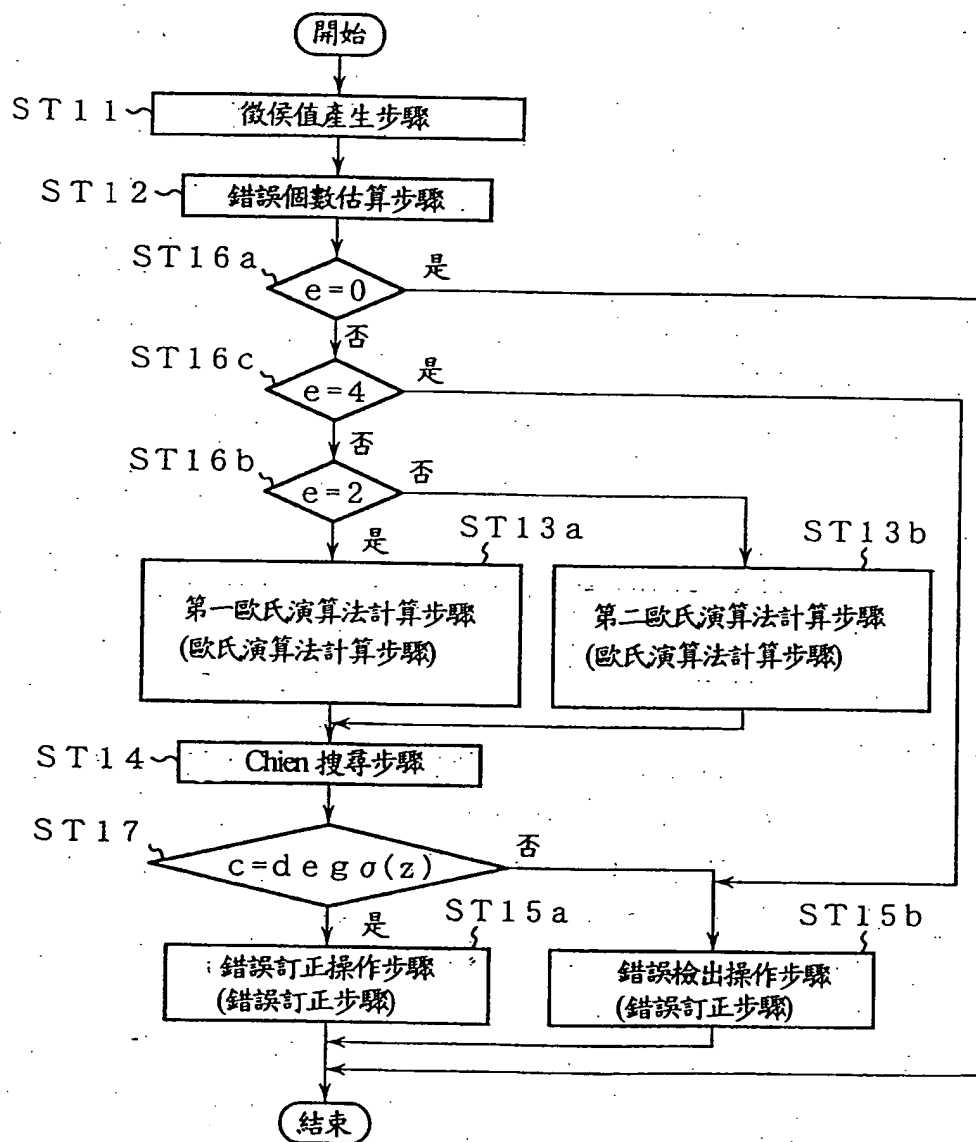 開始
ST11
徵侯值產生步驟
ST12
錯誤個數估算步驟
ST16a
e=0
是
否
ST16c
e=4
是
否
ST16b
e=2
否
是
ST13a
第一歐氏演算法計算步驟
(歐氏演算法計算步驟)
ST13b
第二歐氏演算法計算步驟
(歐氏演算法計算步驟)
ST14
Chien 搜尋步驟
ST17
c=deg σ(z)
否
是
ST15a
錯誤訂正操作步驟
(錯誤訂正步驟)
ST15b
錯誤檢出操作步驟
(錯誤訂正步驟)
結束